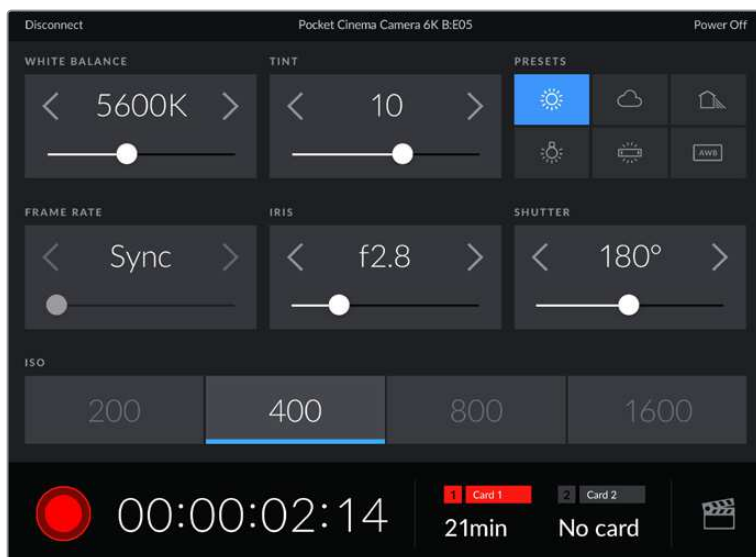 Disconnect Pocket Cinema Camera 6K B:E05 Power Off
WHITE BALANCE TINT PRESETS
5600K 10
AWB
FRAME RATE IRIS SHUTTER
Sync f2.8 180°
ISO
200 400 800 1600
00:00:02:14
1 Card 1 2 Card 2
21min No card